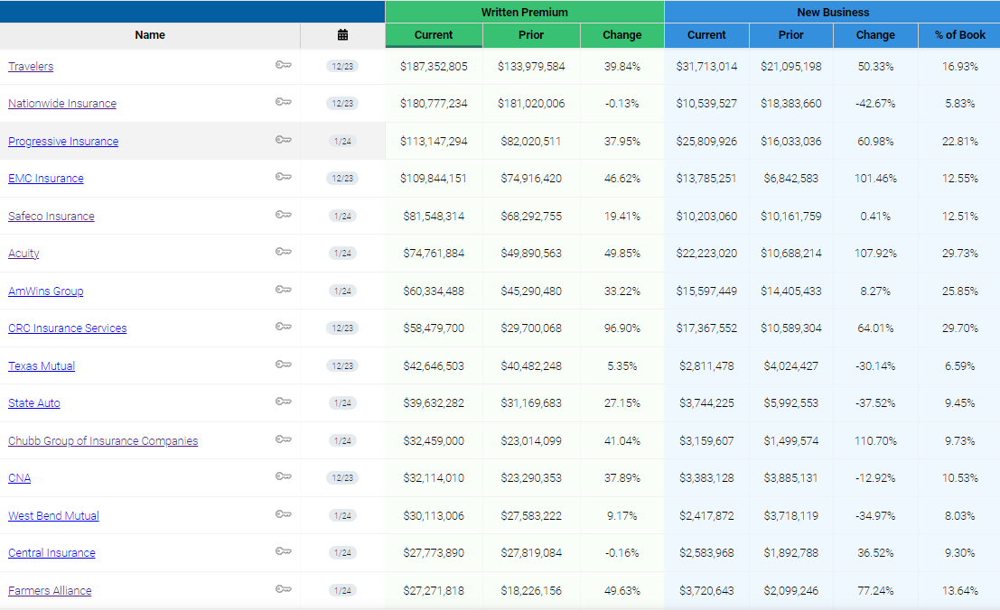 Written Premium New Business
Name Current Prior Change Current Prior Change % of Book
Travelers 12/23 $187,352,805 $133,979,584 39.84% $31,713,014 $21,095,198 50.33% 16.93%
Nationwide Insurance 12/23 $180,777,234 $181,020,006 -0.13% $10,539,527 $18,383,660 -42.67% 5.83%
Progressive Insurance 1/24 $113,147,294 $82,020,511 37.95% $25,809,926 $16,033,036 60.98% 22.81%
EMC Insurance 12/23 $109,844,151 $74,916,420 46.62% $13,785,251 $6,842,583 101.46% 12.55%
Safeco Insurance 1/24 $81,548,314 $68,292,755 19.41% $10,203,060 $10,161,759 0.41% 12.51%
Acuity 1/24 $74,761,884 $49,890,563 49.85% $22,223,020 $10,688,214 107.92% 29.73%
AmWins Group 1/24 $60,334,488 $45,290,480 33.22% $15,597,449 $14,405,433 8.27% 25.85%
CRC Insurance Services 12/23 $58,479,700 $29,700,068 96.90% $17,367,552 $10,589,304 64.01% 29.70%
Texas Mutual 12/23 $42,646,503 $40,482,248 5.35% $2,811,478 $4,024,427 -30.14% 6.59%
State Auto 1/24 $39,632,282 $31,169,683 27.15% $3,744,225 $5,992,553 -37.52% 9.45%
Chubb Group of Insurance Companies 1/24 $32,459,000 $23,014,099 41.04% $3,159,607 $1,499,574 110.70% 9.73%
CNA 12/23 $32,114,010 $23,290,353 37.89% $3,383,128 $3,885,131 -12.92% 10.53%
West Bend Mutual 1/24 $30,113,006 $27,583,222 9.17% $2,417,872 $3,718,119 -34.97% 8.03%
Central Insurance 1/24 $27,773,890 $27,819,084 -0.16% $2,583,968 $1,892,788 36.52% 9.30%
Farmers Alliance 1/24 $27,271,818 $18,226,156 49.63% $3,720,643 $2,099,246 77.24% 13.64%